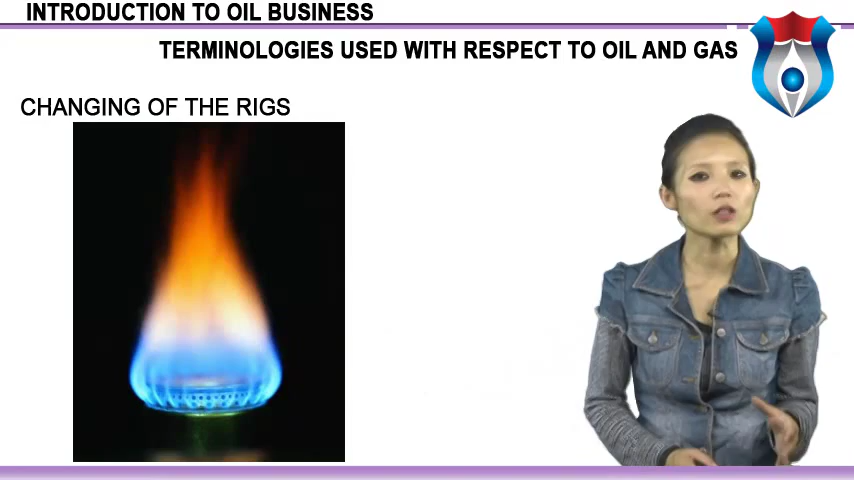 INTRODUCTION TO OIL BUSINESS
TERMINOLOGIES USED WITH RESPECT TO OIL AND GAS
CHANGING OF THE RIGS